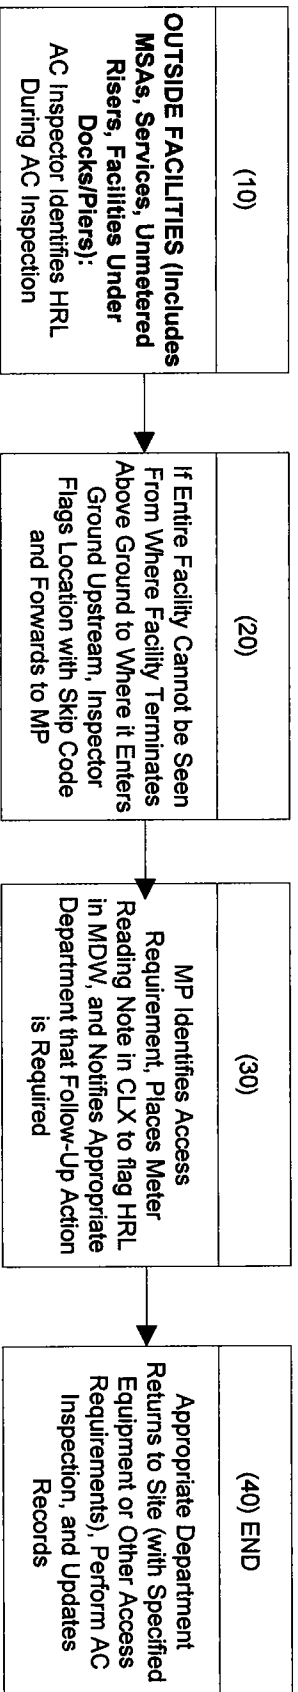 (10)
OUTSIDE FACILITIES (Includes
MSAs, Services, Unmetered
Risers, Facilities Under
Docks/Piers):
AC Inspector Identifies HRL
During AC Inspection
(20)
If Entire Facility Cannot be Seen
From Where Facility Terminates
Above Ground to Where it Enters
Ground Upstream, Inspector
Flags Location with Skip Code
and Forwards to MP
(30)
MP Identifies Access
Requirement, Places Meter
Reading Note in CLX to flag HRL
in MDW, and Notifies Appropriate
Department that Follow-Up Action
is Required
(40) END
Appropriate Department
Returns to Site (with Specified
Equipment or Other Access
Requirements), Perform AC
Inspection, and Updates
Records